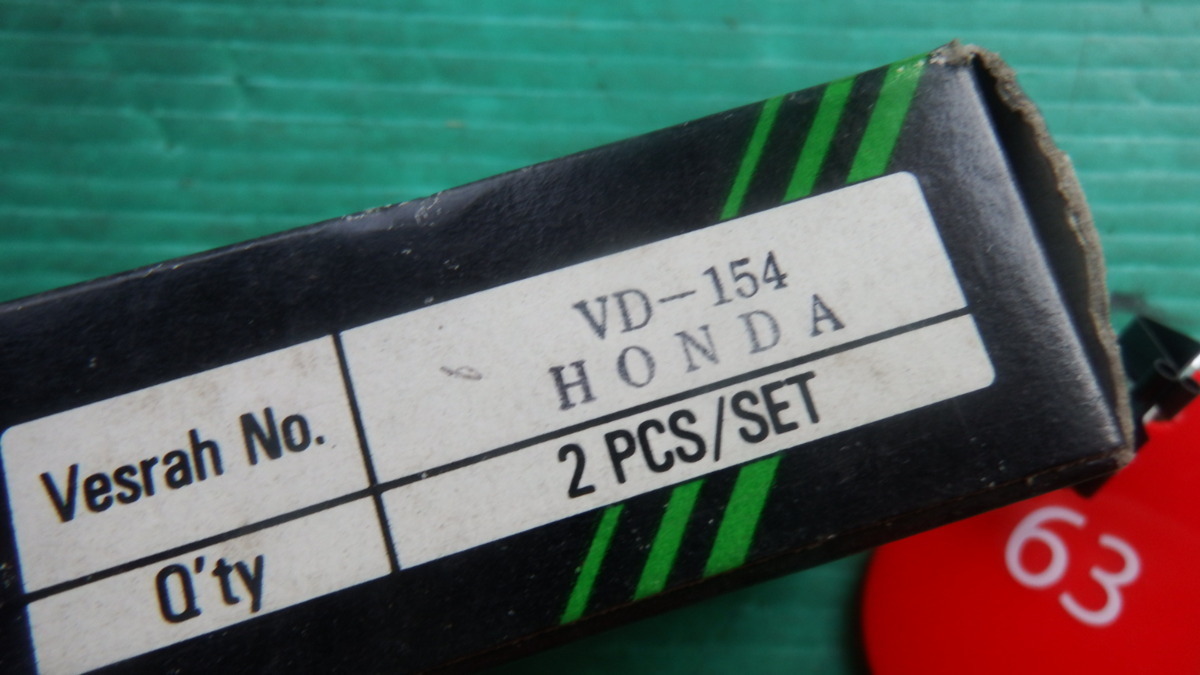 Vesrah No.
VD-154
HONDA
Q'ty
2 PCS/SET
63